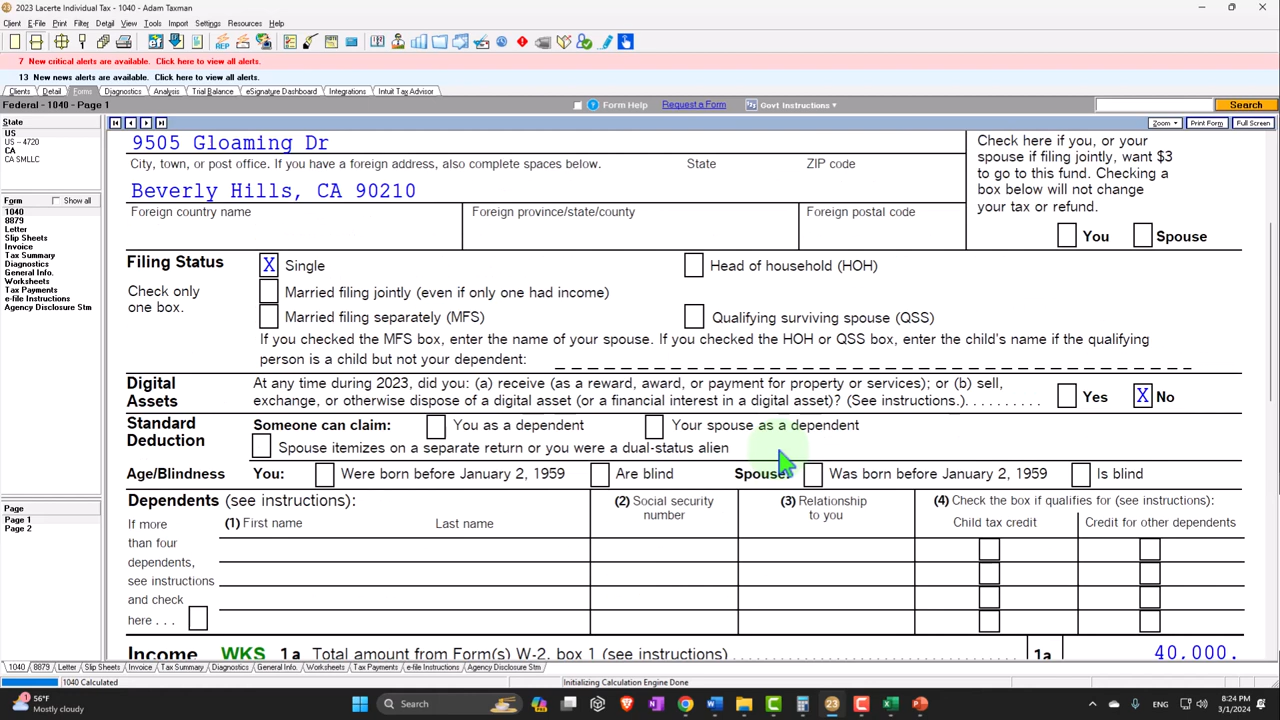 2023 Lacerte Individual Tax - 1040 - Adam Taxman
Client E-File Print Filter Detail View Tools Import Settings Resources Help
7 New critical alerts are available. Click here to view all alerts.
13 New news alerts are available. Click here to view all alerts.
Clients Detail Forms Diagnostics Analysis Trial Balance eSignature Dashboard Integrations Intuit Tax Advisor
Federal - 1040 - Page 1
Form Help Request a Form Govt Instructions Search
State
US
US - 4720
CA
CA SMLLC
Form Show all
1040
8879
Letter
Slip Sheets
Invoice
Tax Summary
Diagnostics
General Info.
Worksheets
Tax Payments
e-file Instructions
Agency Disclosure Stm
Page
Page 1
Page 2
Zoom Print Form Full Screen
9505 Gloaming Dr
City, town, or post office. If you have a foreign address, also complete spaces below. State ZIP code
Beverly Hills, CA 90210
Foreign country name Foreign province/state/county Foreign postal code
Check here if you, or your
spouse if filing jointly, want $3
to go to this fund. Checking a
box below will not change
your tax or refund.
You Spouse
Filing Status X Single Head of household (HOH)
Check only
one box.
Married filing jointly (even if only one had income)
Married filing separately (MFS) Qualifying surviving spouse (QSS)
If you checked the MFS box, enter the name of your spouse. If you checked the HOH or QSS box, enter the child's name if the qualifying
person is a child but not your dependent:
Digital
Assets
At any time during 2023, did you: (a) receive (as a reward, award, or payment for property or services); or (b) sell,
exchange, or otherwise dispose of a digital asset (or a financial interest in a digital asset)? (See instructions.) . . . . . . . . . . Yes X No
Standard
Deduction
Someone can claim: You as a dependent Your spouse as a dependent
Spouse itemizes on a separate return or you were a dual-status alien
Age/Blindness You: Were born before January 2, 1959 Are blind Spouse: Was born before January 2, 1959 Is blind
Dependents (see instructions):
(1) First name Last name
(2) Social security
number
(3) Relationship
to you
(4) Check the box if qualifies for (see instructions):
Child tax credit Credit for other dependents
If more
than four
dependents,
see instructions
and check
here . . .
Income WKS 1a Total amount from Form(s) W-2, box 1 (see instructions) 1a 40,000.
1040 8879 Letter Slip Sheets Invoice Tax Summary Diagnostics General Info. Worksheets Tax Payments e-file Instructions Agency Disclosure Stm
1040 Calculated Initializing Calculation Engine Done
56°F
Mostly cloudy
Search
ENG
8:24 PM
3/1/2024